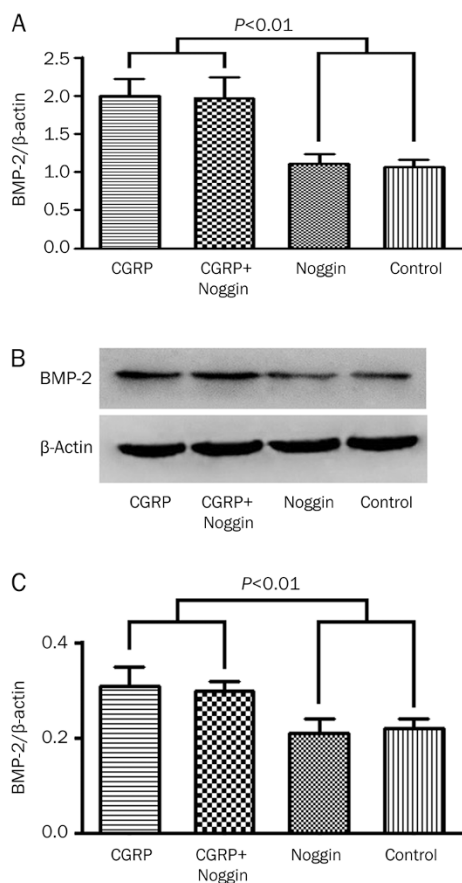 A
P<0.01
BMP-2/β-actin
2.5
2.0
1.5
1.0
0.5
0.0
CGRP
CGRP+
Noggin
Noggin
Control
B
BMP-2
β-Actin
CGRP
CGRP+
Noggin
Noggin
Control
C
P<0.01
BMP-2/β-actin
0.4
0.2
0.0
CGRP
CGRP+
Noggin
Noggin
Control